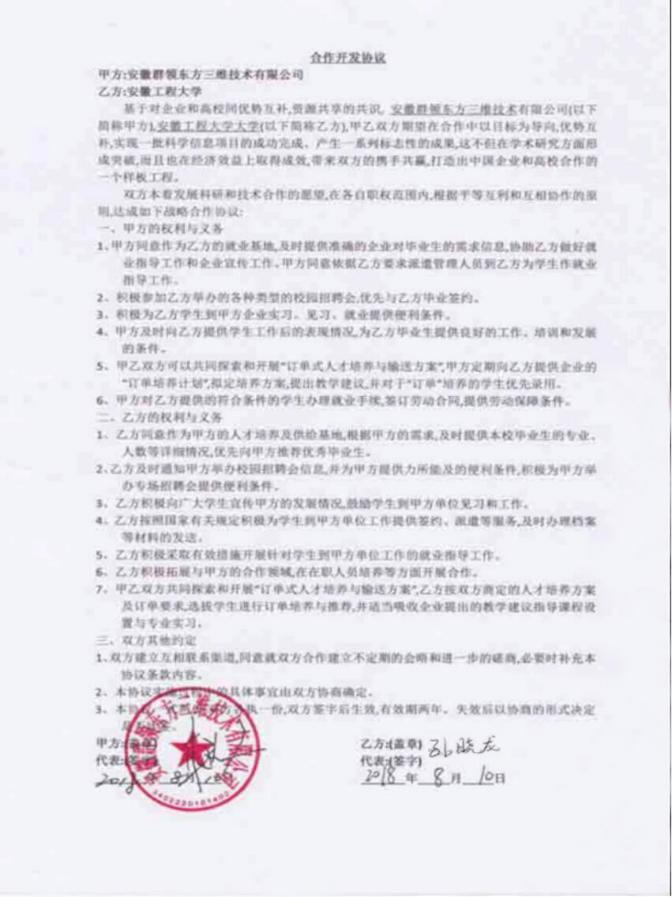 合作开发协议
甲方:安徽群领东方三维技术有限公司
乙方:安徽工程大学
基于对企业和高校间优势互补,资源共享的共识,安徽群领东方三维技术有限公司(以下
简称甲方),安徽工程大学大学(以下简称乙方),甲乙双方期望在合作中以目标为导向,优势互
补,实现一批科学信息项目的成功完成、产生一系列标志性的成果,这不但在学术研究方面形
成突破,而且也在经济效益上取得成效,带来双方的携手共赢,打造出中国企业和高校合作的
一个样板工程。
双方本着发展科研和技术合作的愿望,在各自职权范围内,根据平等互利和互相协作的原
则,达成如下战略合作协议:
一、甲方的权利与义务
1、甲方同意作为乙方的就业基地,及时提供准确的企业对毕业生的需求信息,协助乙方做好就
业指导工作和企业宣传工作。甲方同意依据乙方要求派遣管理人员到乙方为学生作就业
指导工作。
2、积极参加乙方举办的各种类型的校园招聘会,优先与乙方毕业签约。
3、积极为乙方学生到甲方企业实习、见习、就业提供便利条件。
4、甲方及时向乙方提供学生工作后的表现情况,为乙方毕业生提供良好的工作、培训和发展
的条件。
5、甲乙双方可以共同探索和开展“订单式人才培养与输送方案”,甲方定期向乙方提供企业的
“订单培养计划”,拟定培养方案,提出教学建议,并对于“订单”培养的学生优先录用。
6、甲方对乙方提供的符合条件的学生办理就业手续,签订劳动合同,提供劳动保障条件。
二、乙方的权利与义务
1、乙方同意作为甲方的人才培养及供给基地,根据甲方的需求,及时提供本校毕业生的专业、
人数等详细情况,优先向甲方推荐优秀毕业生。
2、乙方及时通知甲方举办校园招聘会信息,并为甲方提供力所能及的便利条件,积极为甲方举
办专场招聘会提供便利条件。
3、乙方积极向广大学生宣传甲方的发展情况,鼓励学生到甲方单位见习和工作。
4、乙方按照国家有关规定积极为学生到甲方单位工作提供签约、派遣等服务,及时办理档案
等材料的发送。
5、乙方积极采取有效措施开展针对学生到甲方单位工作的就业指导工作。
6、乙方积极拓展与甲方的合作领域,在在职人员培养等方面开展合作。
7、甲乙双方共同探索和开展“订单式人才培养与输送方案”,乙方按双方商定的人才培养方案
及订单要求,选拔学生进行订单培养与推荐,并适当吸收企业提出的教学建议指导课程设
置与专业实习。
三、双方其他约定
1、双方建立互相联系渠道,同意就双方合作建立不定期的会晤和进一步的磋商,必要时补充本
协议条款内容。
2、本协议实施过程中的具体事宜由双方协商确定。
3、本协议 执一份,双方签字后生效,有效期两年。失效后以协商的形式决定
甲方:(盖章) 乙方:(盖章) 孙晓龙
代表:(签字) 代表:(签字)
2018年8月10日 2018年8月10日
安徽群领东方三维技术有限公司
3402230101400